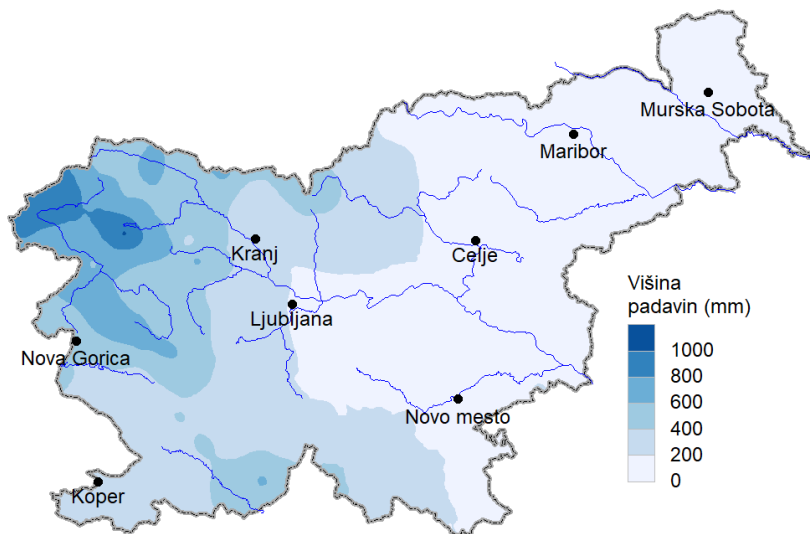 Murska Sobota
Maribor
Kranj
Celje
Ljubljana
Nova Gorica
Novo mesto
Koper
Višina
padavin (mm)
1000
800
600
400
200
0